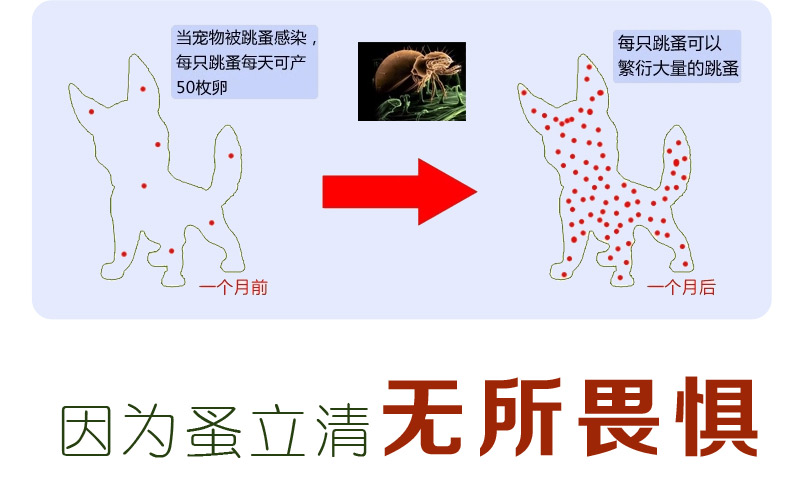 当宠物被跳蚤感染，
每只跳蚤每天可产
50枚卵
每只跳蚤可以
繁衍大量的跳蚤
一个月前
一个月后
因为蚤立清无所畏惧